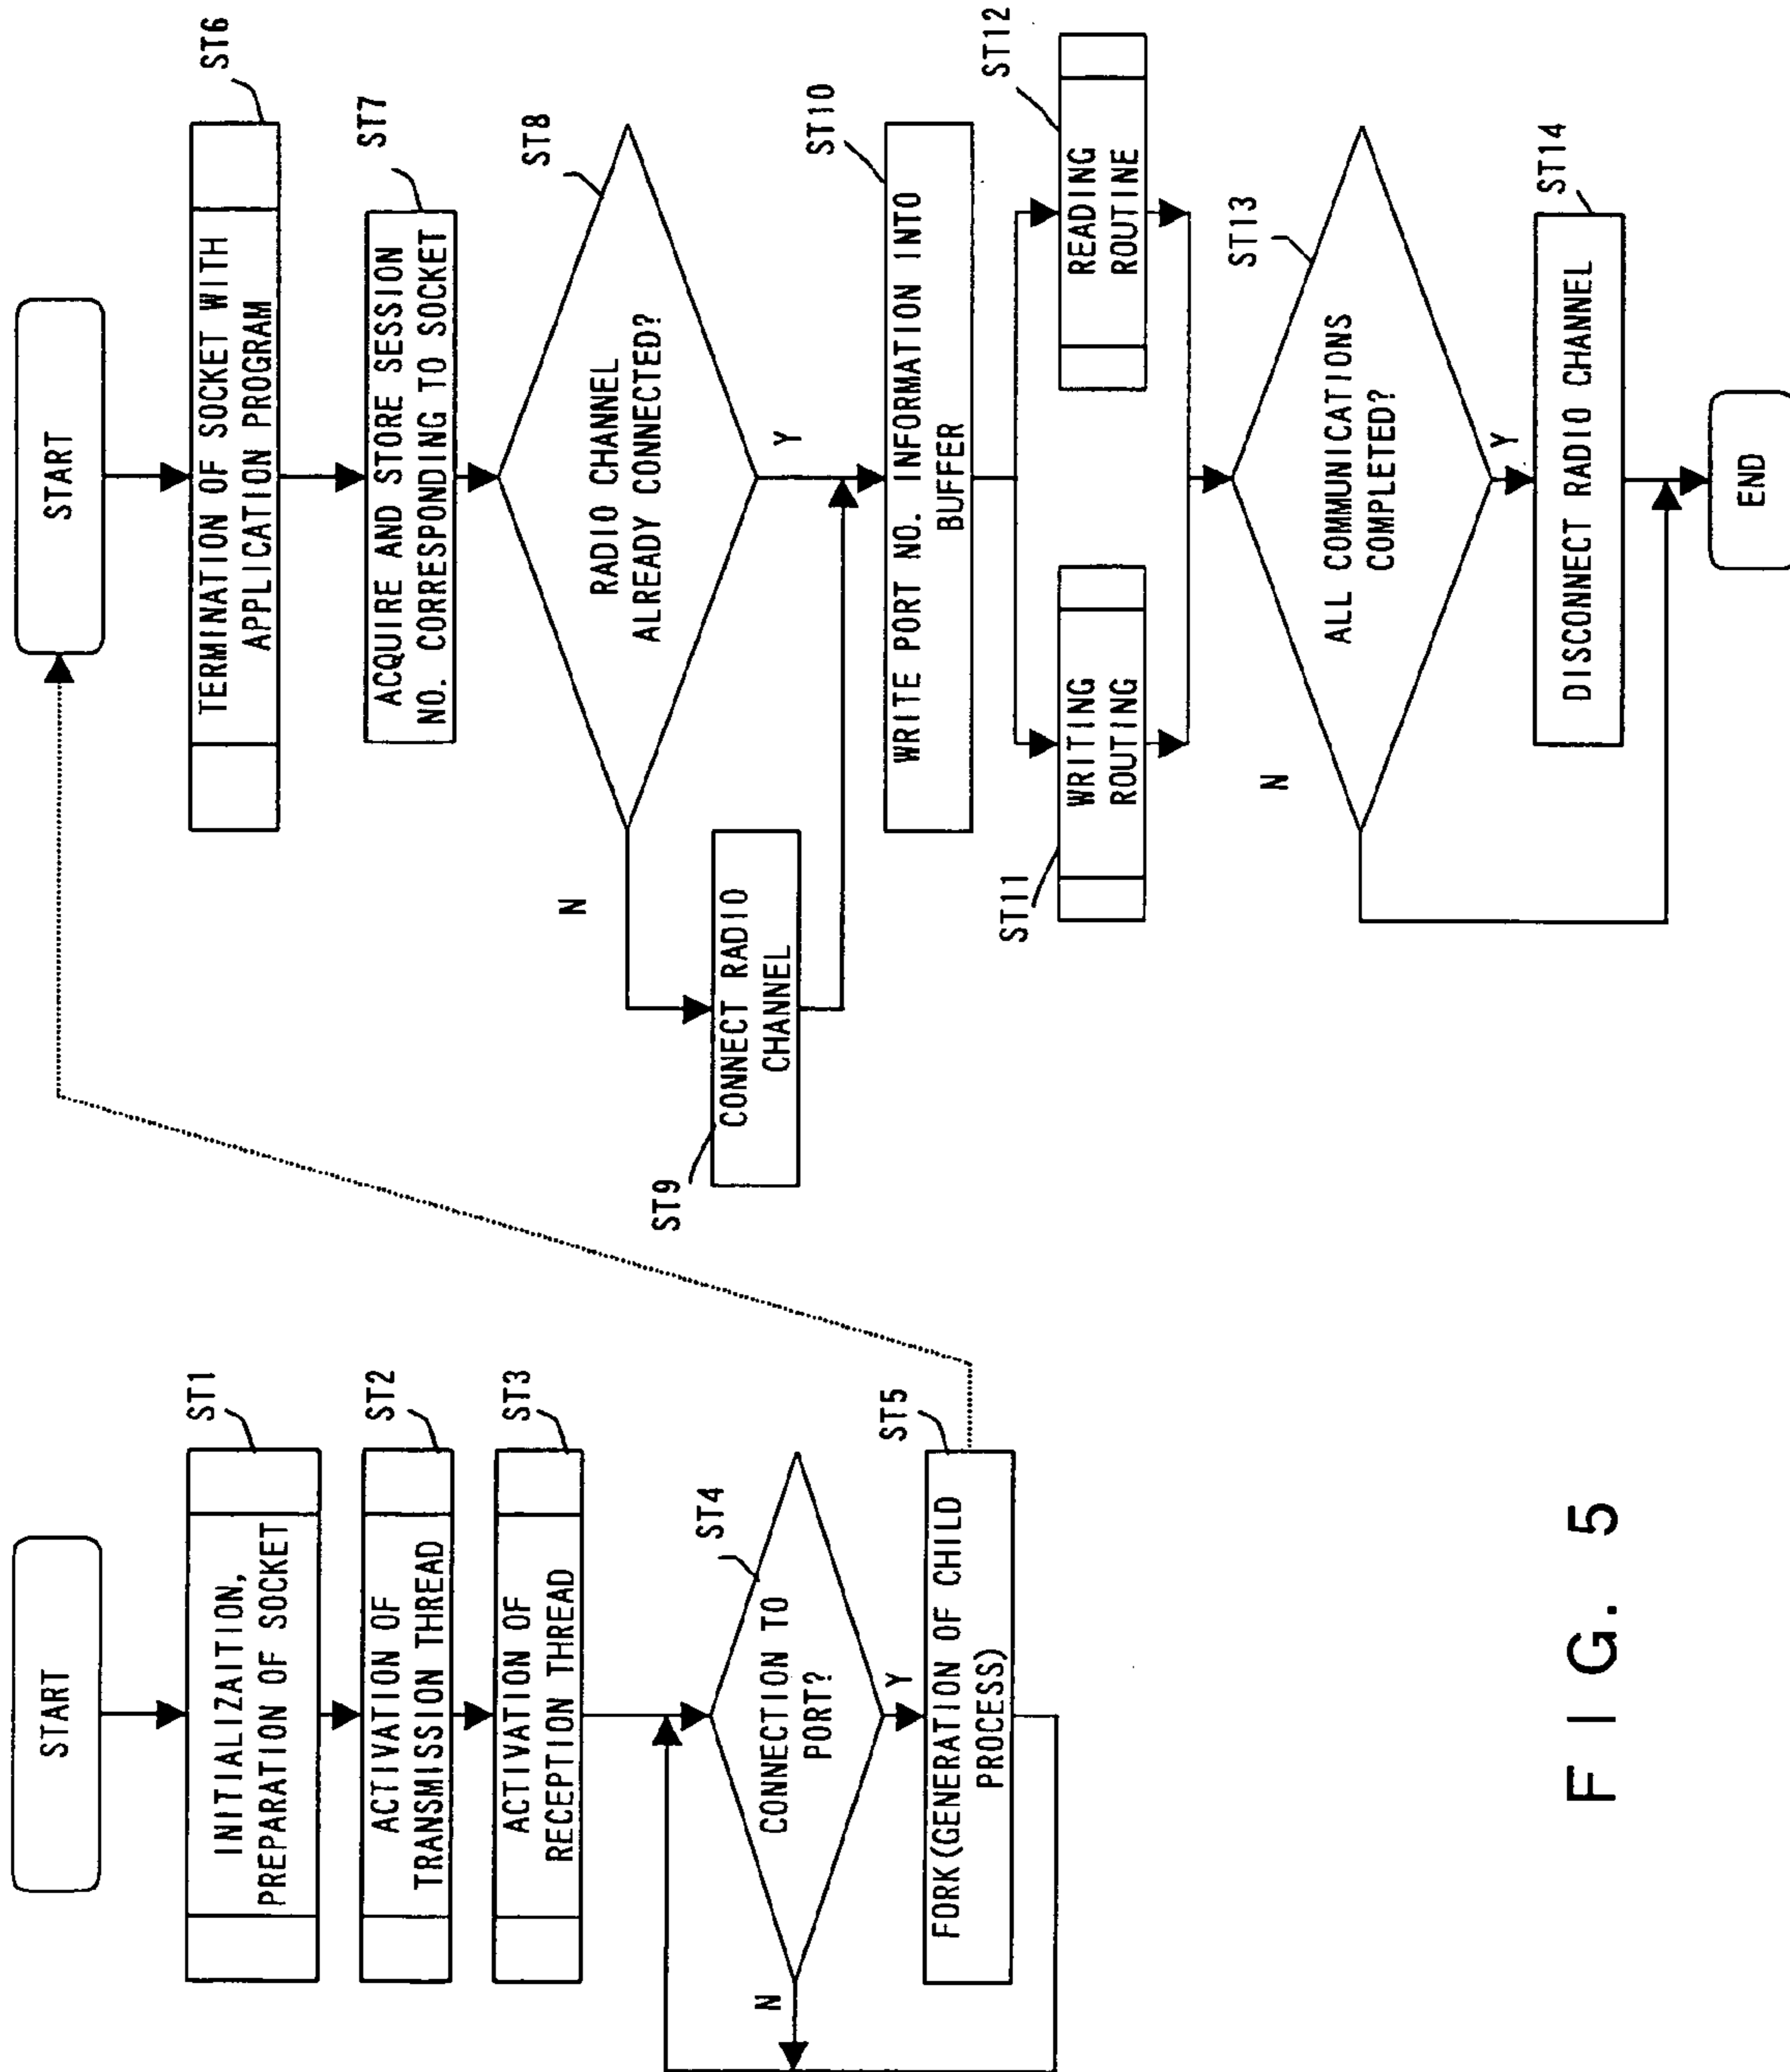 START
INITIALIZAITION,
PREPARATION OF SOCKET
ST1
ACTIVATION OF
TRANSMISSION THREAD
ST2
ACTIVATION OF
RECEPTION THREAD
ST3
CONNECTION TO
PORT?
ST4
N
Y
FORK(GENERATION OF CHILD
PROCESS)
ST5
START
TERMINATION OF SOCKET WITH
APPLICATION PROGRAM
ST6
ACQUIRE AND STORE SESSION
NO. CORRESPONDING TO SOCKET
ST7
RADIO CHANNEL
ALREADY CONNECTED?
ST8
N
Y
CONNECT RADIO
CHANNEL
ST9
WRITE PORT NO. INFORMATION INTO
BUFFER
ST10
WRITING
ROUTING
ST11
READING
ROUTINE
ST12
ALL COMMUNICATIONS
COMPLETED?
ST13
N
Y
DISCONNECT RADIO CHANNEL
ST14
END
FIG. 5